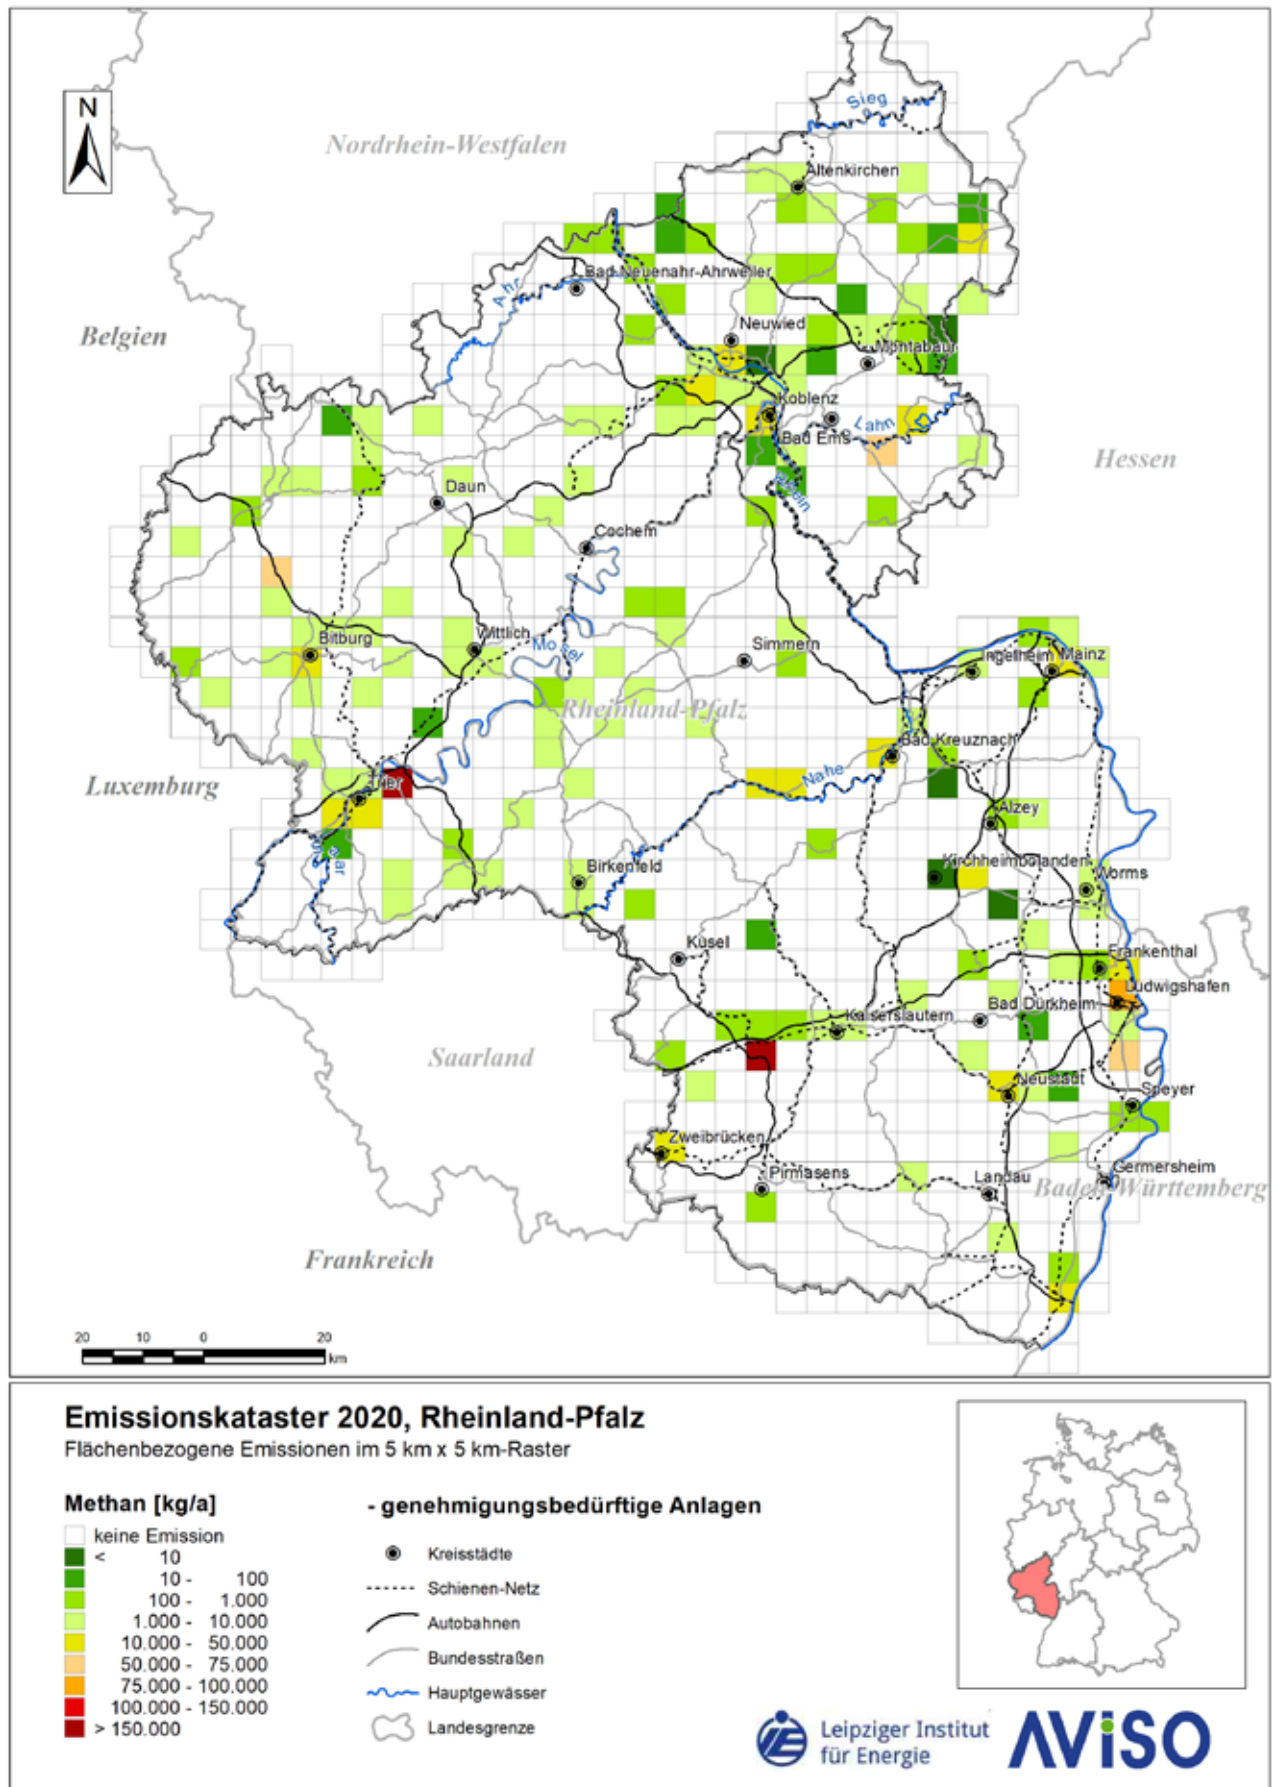 N
Nordrhein-Westfalen
Sieg
Altenkirchen
Bad Neuenahr-Ahrweiler
Ahr
Belgien
Neuwied
Montabaur
Koblenz
Lahn
Bad Ems
Hessen
Rhein
Daun
Cochem
Bitburg
Wittlich
Mosel
Simmern
Ingelheim
Mainz
Rheinland-Pfalz
Bad Kreuznach
Luxemburg
Trier
Nahe
Alzey
Saar
Birkenfeld
Kirchheimbolanden
Worms
Kusel
Frankenthal
Ludwigshafen
Bad Dürkheim
Kaiserslautern
Saarland
Neustadt
Speyer
Zweibrücken
Pirmasens
Landau
Germersheim
Baden-Württemberg
Frankreich
20 10 0 20
km
Emissionskataster 2020, Rheinland-Pfalz
Flächenbezogene Emissionen im 5 km x 5 km-Raster
Methan [kg/a]
keine Emission
< 10
10 - 100
100 - 1.000
1.000 - 10.000
10.000 - 50.000
50.000 - 75.000
75.000 - 100.000
100.000 - 150.000
> 150.000
- genehmigungsbedürftige Anlagen
Kreisstädte
Schienen-Netz
Autobahnen
Bundesstraßen
Hauptgewässer
Landesgrenze
Leipziger Institut
für Energie
AViSO